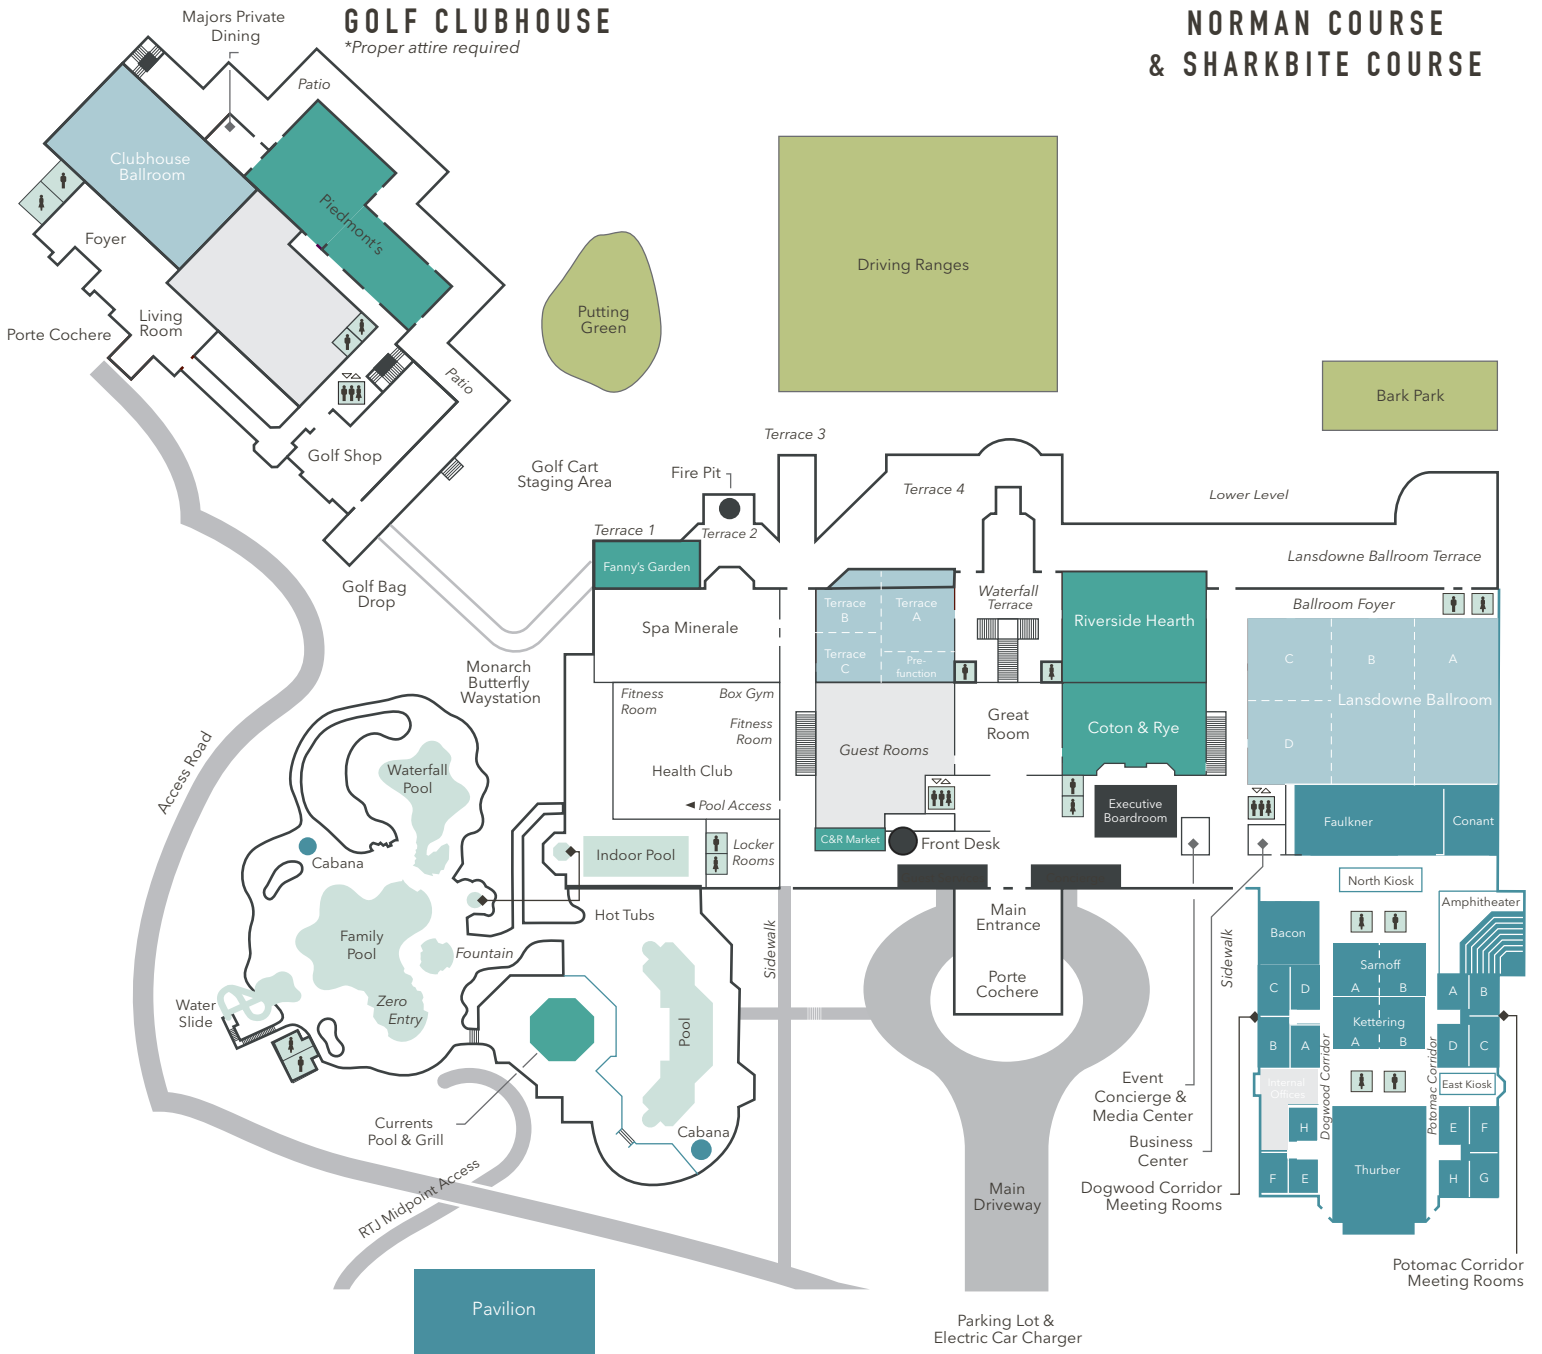 GOLF CLUBHOUSE
*Proper attire required
NORMAN COURSE
& SHARKBITE COURSE
Majors Private
Dining
Patio
Clubhouse
Ballroom
Piedmont's
Foyer
Living
Room
Porte Cochere
Patio
Golf Shop
Golf Bag
Drop
Golf Cart
Staging Area
Putting
Green
Driving Ranges
Bark Park
Terrace 3
Fire Pit
Terrace 4
Terrace 1
Terrace 2
Lower Level
Lansdowne Ballroom Terrace
Fanny's Garden
Spa Minerale
Terrace
B
Terrace
A
Terrace
C
Pre-
function
Waterfall
Terrace
Riverside Hearth
Ballroom Foyer
C
B
A
Lansdowne Ballroom
D
Monarch
Butterfly
Waystation
Fitness
Room
Box Gym
Fitness
Room
Health Club
Pool Access
Guest Rooms
Great
Room
Coton & Rye
Executive
Boardroom
C&R Market
Front Desk
Faulkner
Conant
Access Road
Waterfall
Pool
Cabana
Indoor Pool
Locker
Rooms
Hot Tubs
Family
Pool
Fountain
Zero
Entry
Water
Slide
Pool
Sidewalk
Main
Entrance
Porte
Cochere
Sidewalk
North Kiosk
Amphitheater
Bacon
Sarnoff
A
B
C
D
A
B
Kettering
A
B
B
A
D
C
Internal
Offices
Dogwood Corridor
Potomac Corridor
East Kiosk
H
E
F
Thurber
F
E
H
G
Currents
Pool & Grill
Cabana
Event
Concierge &
Media Center
Business
Center
Dogwood Corridor
Meeting Rooms
Main
Driveway
RTJ Midpoint Access
Potomac Corridor
Meeting Rooms
Pavilion
Parking Lot &
Electric Car Charger